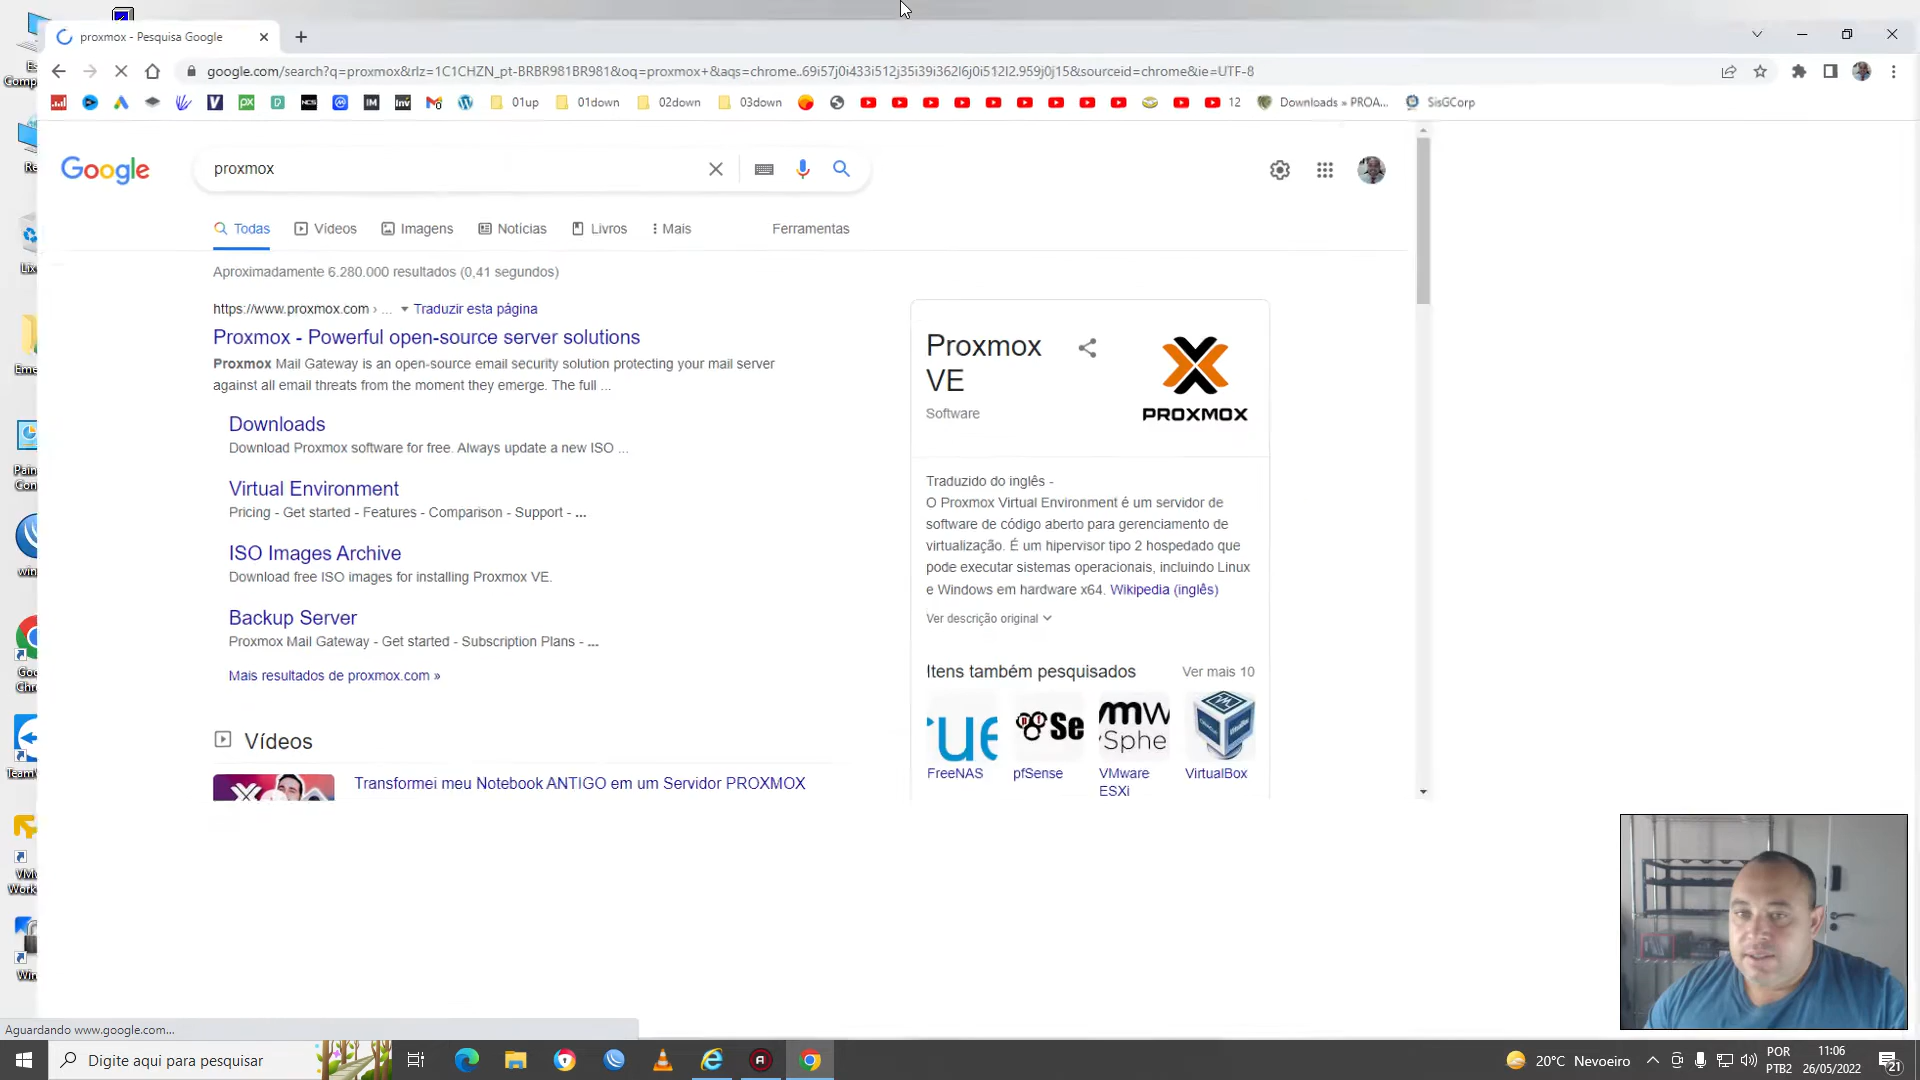 proxmox - Pesquisa Google
google.com/search?q=proxmox&rlz=1C1CHZN_pt-BRBR981BR981&oq=proxmox+&aqs=chrome..69i57j0i433i512j35i39i362l6j0i512l2.959j0j15&sourceid=chrome&ie=UTF-8
01up
01down
02down
03down
12
Downloads » PROA...
SisGCorp
Google
proxmox
Todas
Vídeos
Imagens
Notícias
Livros
Mais
Ferramentas
Aproximadamente 6.280.000 resultados (0,41 segundos)
https://www.proxmox.com › ...
Traduzir esta página
Proxmox - Powerful open-source server solutions
Proxmox Mail Gateway is an open-source email security solution protecting your mail server
against all email threats from the moment they emerge. The full ...
Downloads
Download Proxmox software for free. Always update a new ISO ...
Virtual Environment
Pricing - Get started - Features - Comparison - Support - ...
ISO Images Archive
Download free ISO images for installing Proxmox VE.
Backup Server
Proxmox Mail Gateway - Get started - Subscription Plans - ...
Mais resultados de proxmox.com »
Vídeos
Transformei meu Notebook ANTIGO em um Servidor PROXMOX
Proxmox
VE
Software
PROXMOX
Traduzido do inglês -
O Proxmox Virtual Environment é um servidor de
software de código aberto para gerenciamento de
virtualização. É um hipervisor tipo 2 hospedado que
pode executar sistemas operacionais, incluindo Linux
e Windows em hardware x64. Wikipedia (inglês)
Ver descrição original
Itens também pesquisados
Ver mais 10
FreeNAS
pfSense
VMware
ESXi
VirtualBox
Aguardando www.google.com...
Digite aqui para pesquisar
20°C Nevoeiro
POR
PTB2
11:06
26/05/2022
21